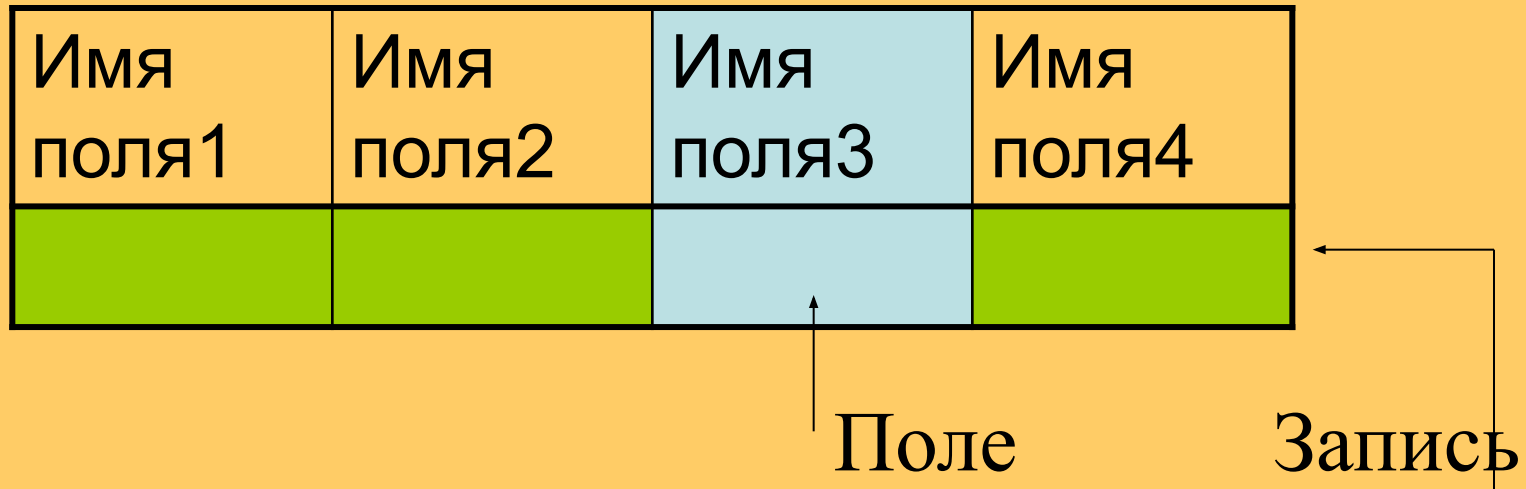 Имя поля1
Имя поля2
Имя поля3
Имя поля4
Поле
Запись